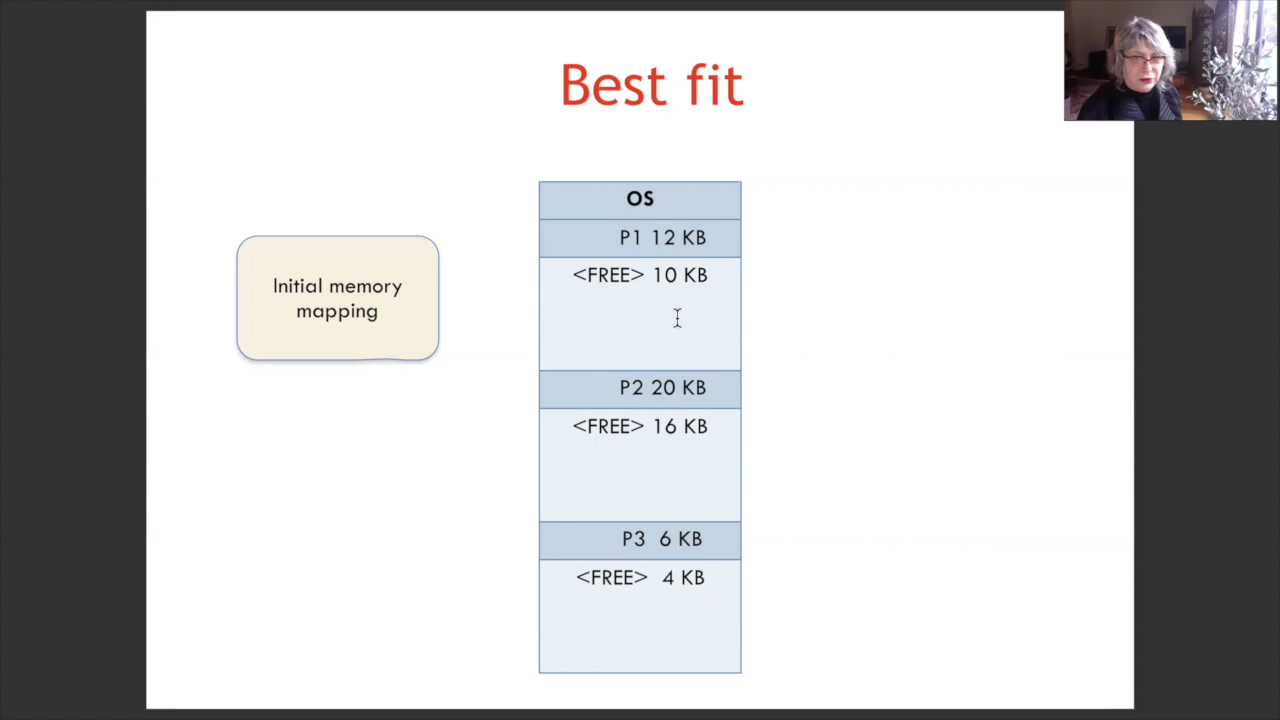 Best fit
Initial memory
mapping
OS
P1 12 KB
<FREE> 10 KB
P2 20 KB
<FREE> 16 KB
P3 6 KB
<FREE> 4 KB